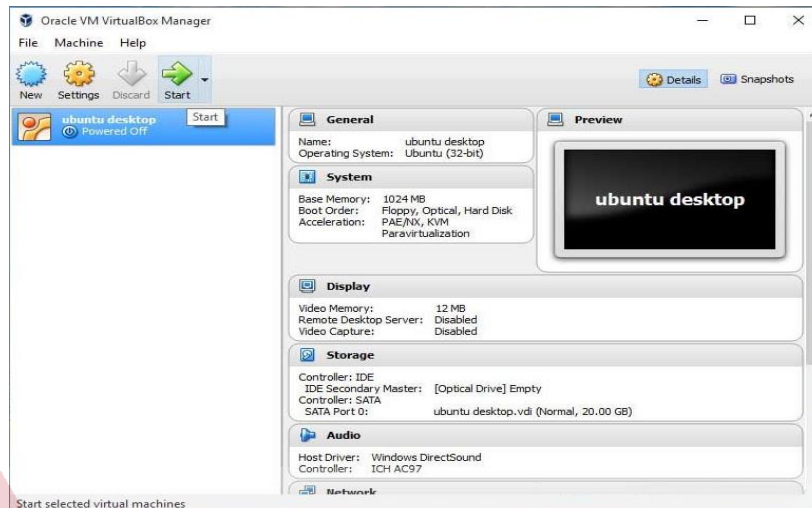 Oracle VM VirtualBox Manager
File Machine Help
New Settings Discard Start
Details Snapshots
ubuntu desktop
Powered Off
Start
General
Name: ubuntu desktop
Operating System: Ubuntu (32-bit)
System
Base Memory: 1024 MB
Boot Order: Floppy, Optical, Hard Disk
Acceleration: PAE/NX, KVM
Paravirtualization
Preview
ubuntu desktop
Display
Video Memory: 12 MB
Remote Desktop Server: Disabled
Video Capture: Disabled
Storage
Controller: IDE
IDE Secondary Master: [Optical Drive] Empty
Controller: SATA
SATA Port 0: ubuntu desktop.vdi (Normal, 20.00 GB)
Audio
Host Driver: Windows DirectSound
Controller: ICH AC97
Network
Start selected virtual machines